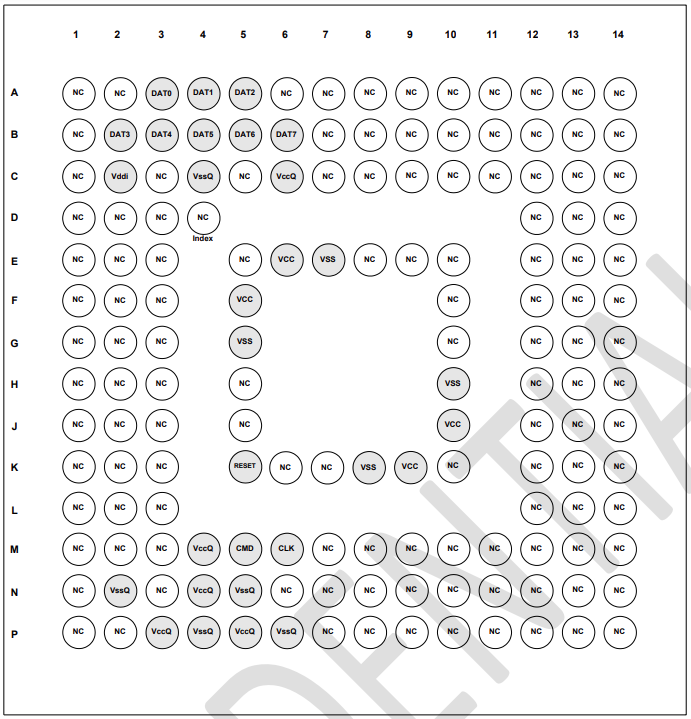 1 2 3 4 5 6 7 8 9 10 11 12 13 14
A NC NC DAT0 DAT1 DAT2 NC NC NC NC NC NC NC NC NC
B NC DAT3 DAT4 DAT5 DAT6 DAT7 NC NC NC NC NC NC NC NC
C NC Vddi NC VssQ NC VccQ NC NC NC NC NC NC NC NC
D NC NC NC NC NC NC NC
Index
E NC NC NC NC VCC VSS NC NC NC NC NC NC
F NC NC NC VCC NC NC NC NC
G NC NC NC VSS NC NC NC NC
H NC NC NC NC VSS NC NC NC
J NC NC NC NC VCC NC NC NC
K NC NC NC RESET NC NC VSS VCC NC NC NC NC
L NC NC NC NC NC NC
M NC NC NC VccQ CMD CLK NC NC NC NC NC NC NC NC
N NC VssQ NC VccQ VssQ NC NC NC NC NC NC NC NC NC
P NC NC VccQ VssQ VccQ VssQ NC NC NC NC NC NC NC NC
DENTIA